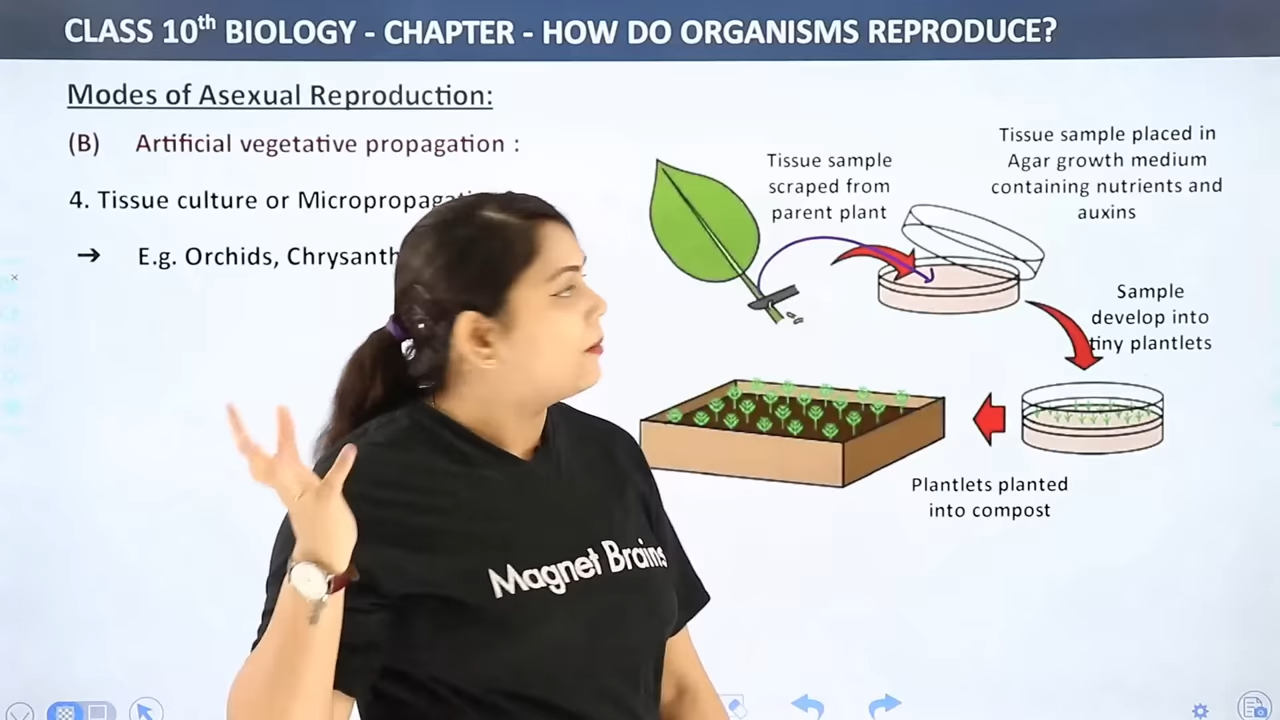 CLASS 10th BIOLOGY - CHAPTER - HOW DO ORGANISMS REPRODUCE?
Modes of Asexual Reproduction:
(B) Artificial vegetative propagation :
4. Tissue culture or
➔ E.g. Orchids,
Tissue sample
scraped from
parent plant
Tissue sample placed in
Agar growth medium
containing nutrients and
auxins
Sample
develop into
tiny plantlets
Plantlets planted
into compost
Magnet Brains